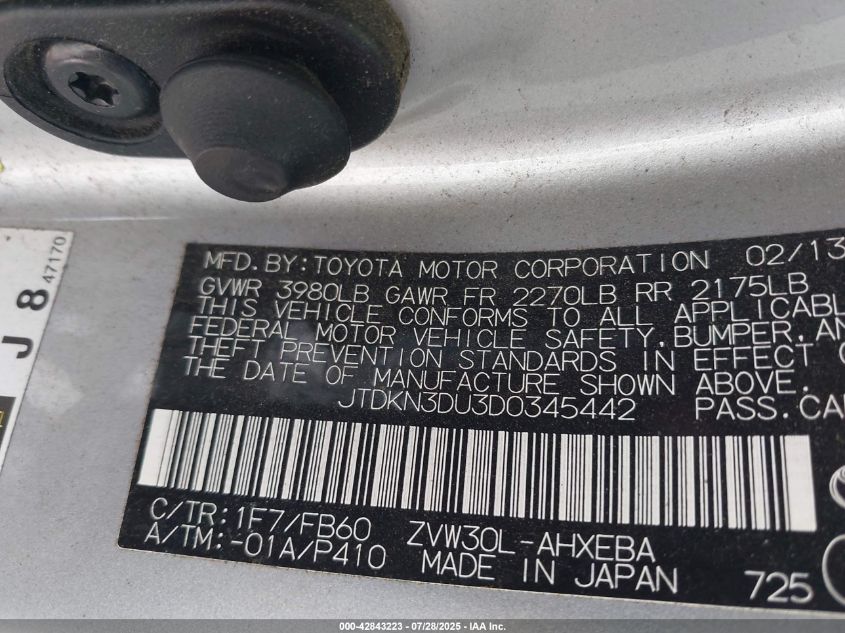 J 8
47170
MFD. BY: TOYOTA MOTOR CORPORATION 02/13
GVWR 3980LB GAWR FR 2270LB RR 2175LB
THIS VEHICLE CONFORMS TO ALL APPLICABL
FEDERAL MOTOR VEHICLE SAFETY, BUMPER, AN
THEFT PREVENTION STANDARDS IN EFFECT
THE DATE OF MANUFACTURE SHOWN ABOVE.
JTDKN3DU3D0345442 PASS. CA
C/TR: 1F7/FB60 ZVW30L-AHXEBA
A/TM: -01A/P410 MADE IN JAPAN 725
000-42843223 | 07/28/2025 - IAA Inc.